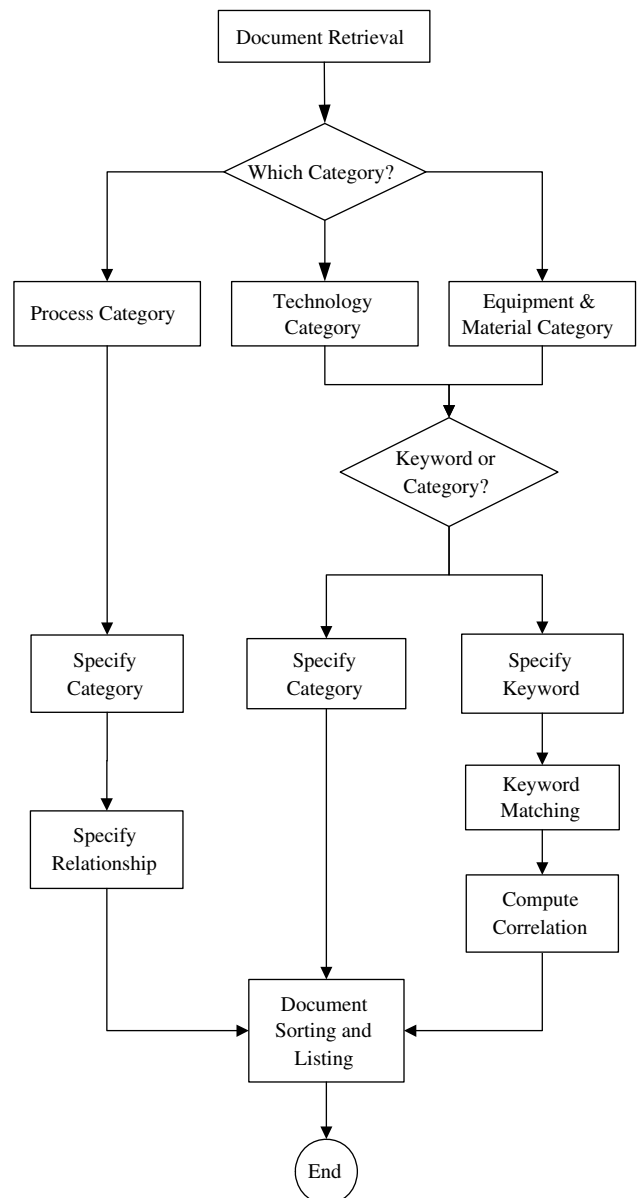 Document Retrieval
Which Category?
Process Category
Technology
Category
Equipment &
Material Category
Keyword or
Category?
Specify
Category
Specify
Category
Specify
Keyword
Keyword
Matching
Specify
Relationship
Compute
Correlation
Document
Sorting and
Listing
End